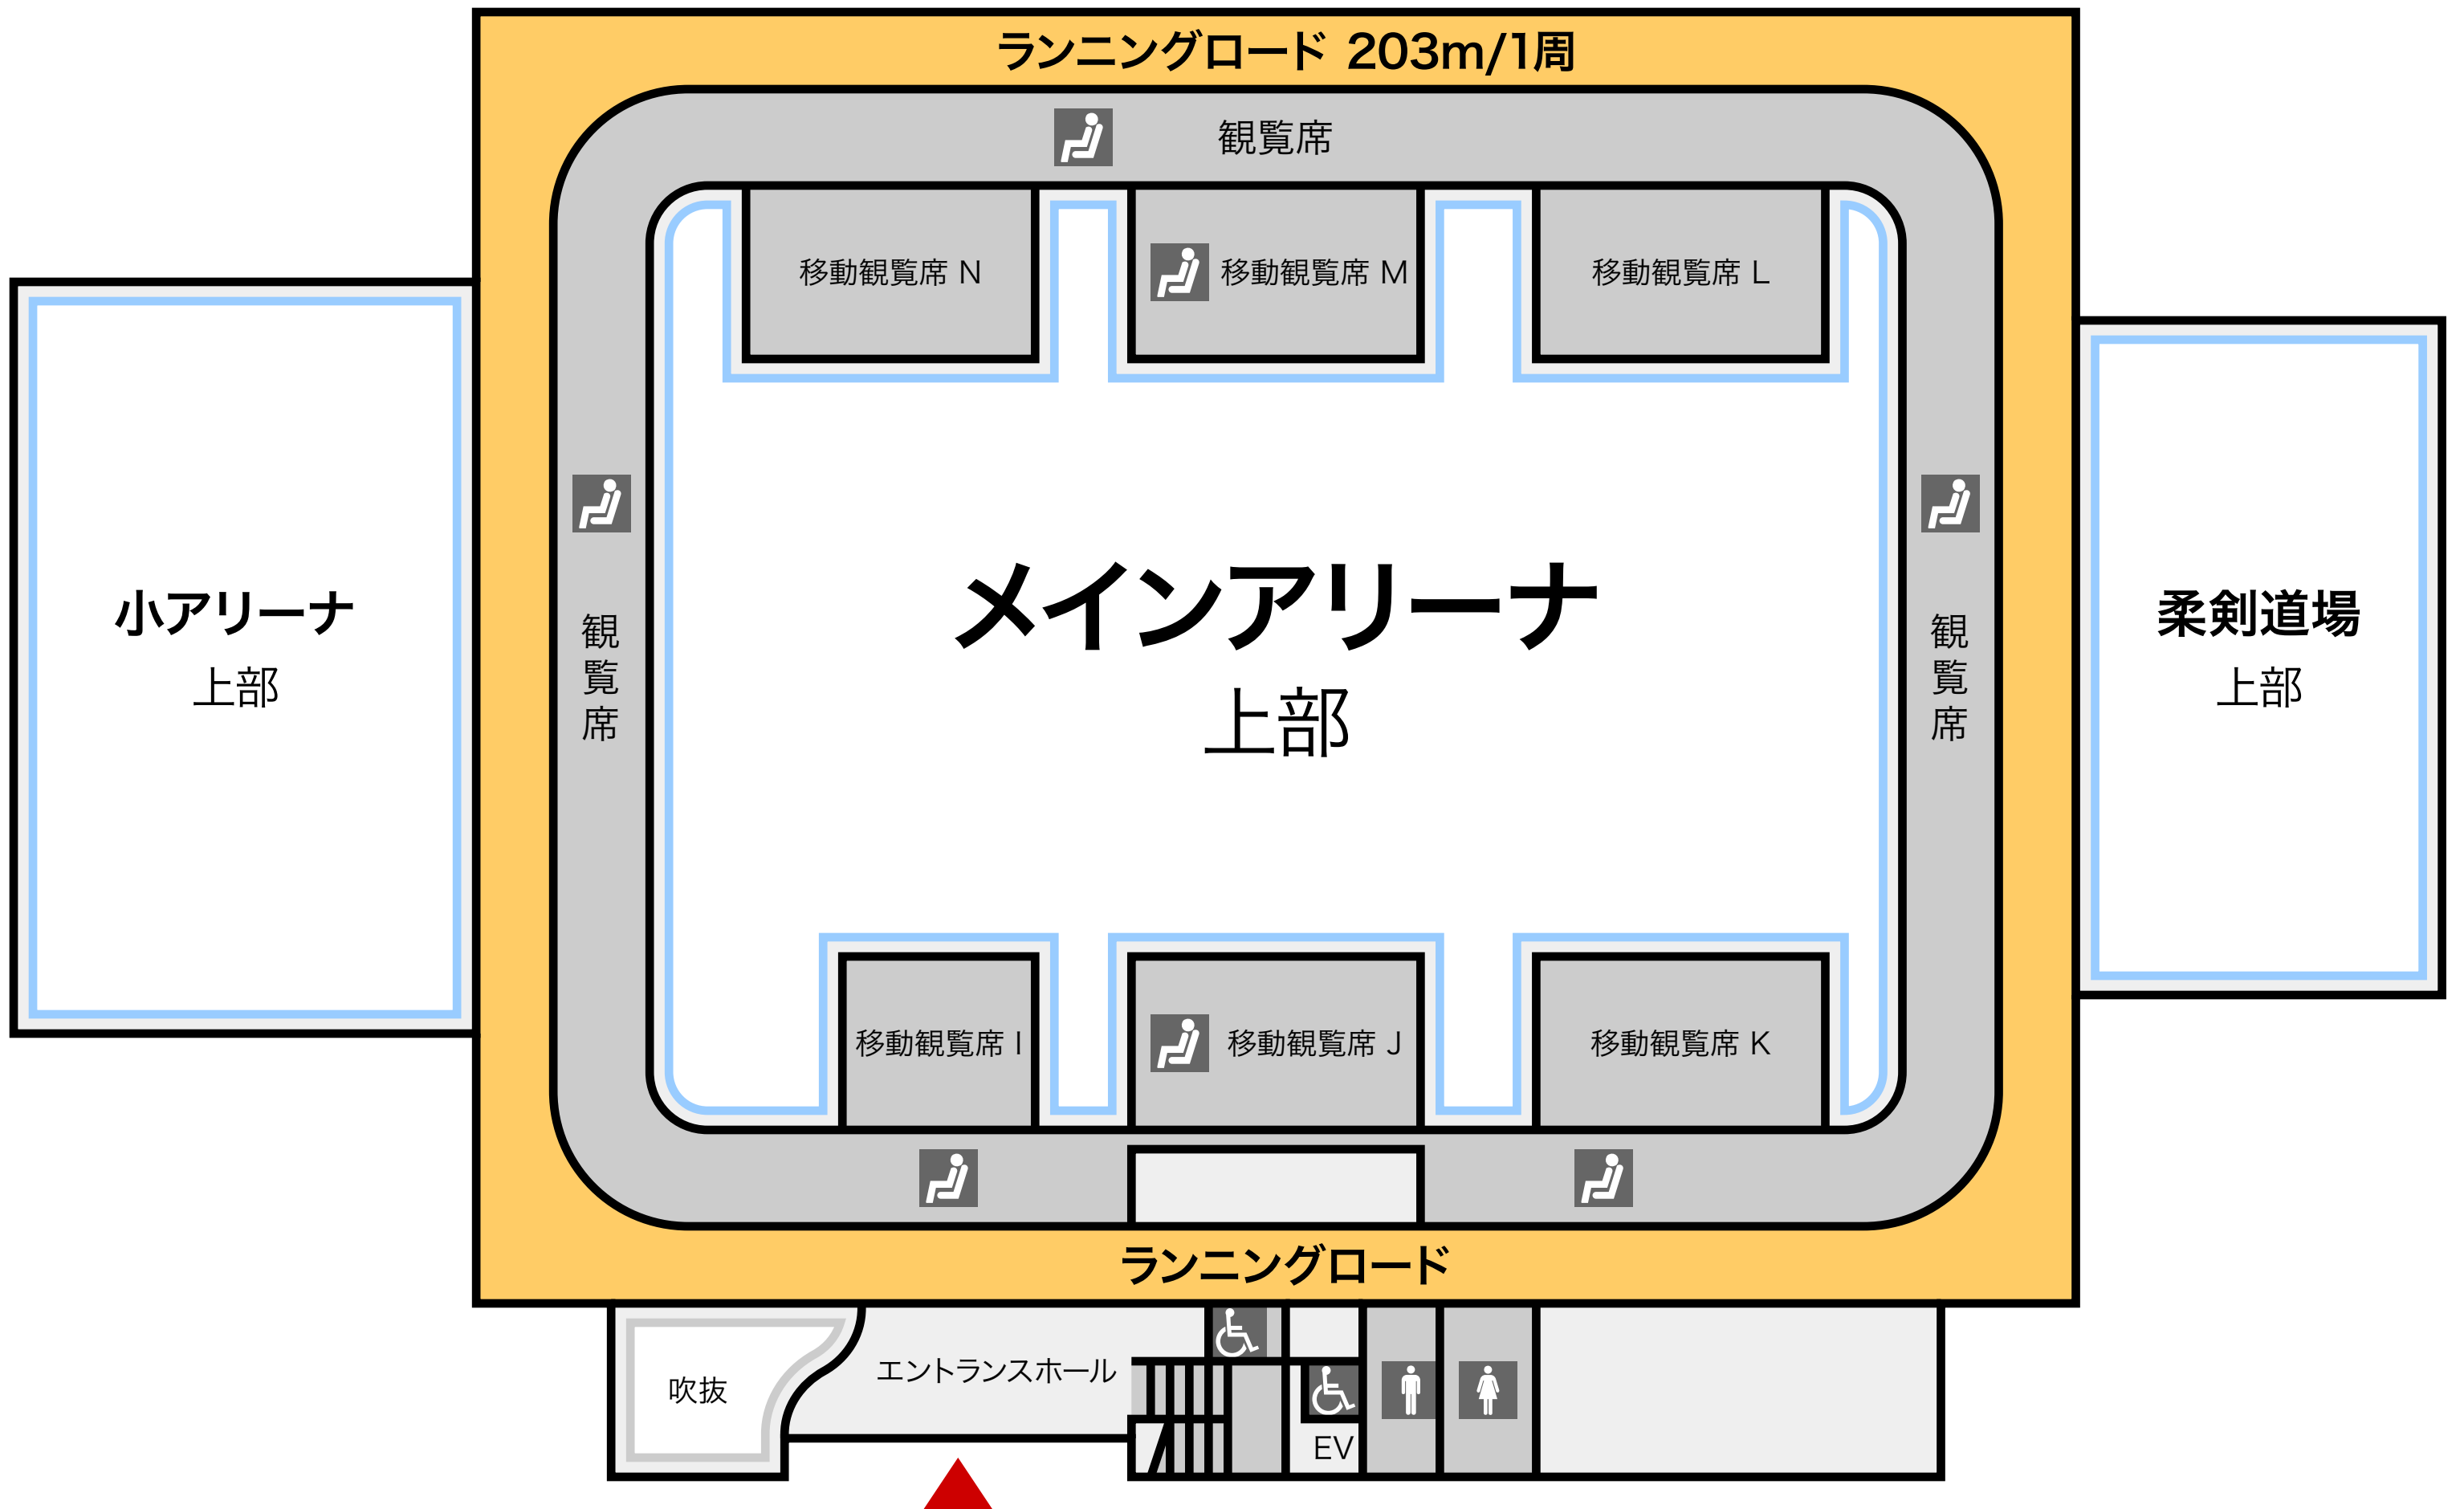 ランニングロード 203m/1周
観覧席
移動観覧席 N
移動観覧席 M
移動観覧席 L
小アリーナ
上部
観覧席
メインアリーナ
上部
観覧席
柔剣道場
上部
移動観覧席 I
移動観覧席 J
移動観覧席 K
ランニングロード
吹抜
エントランスホール
EV